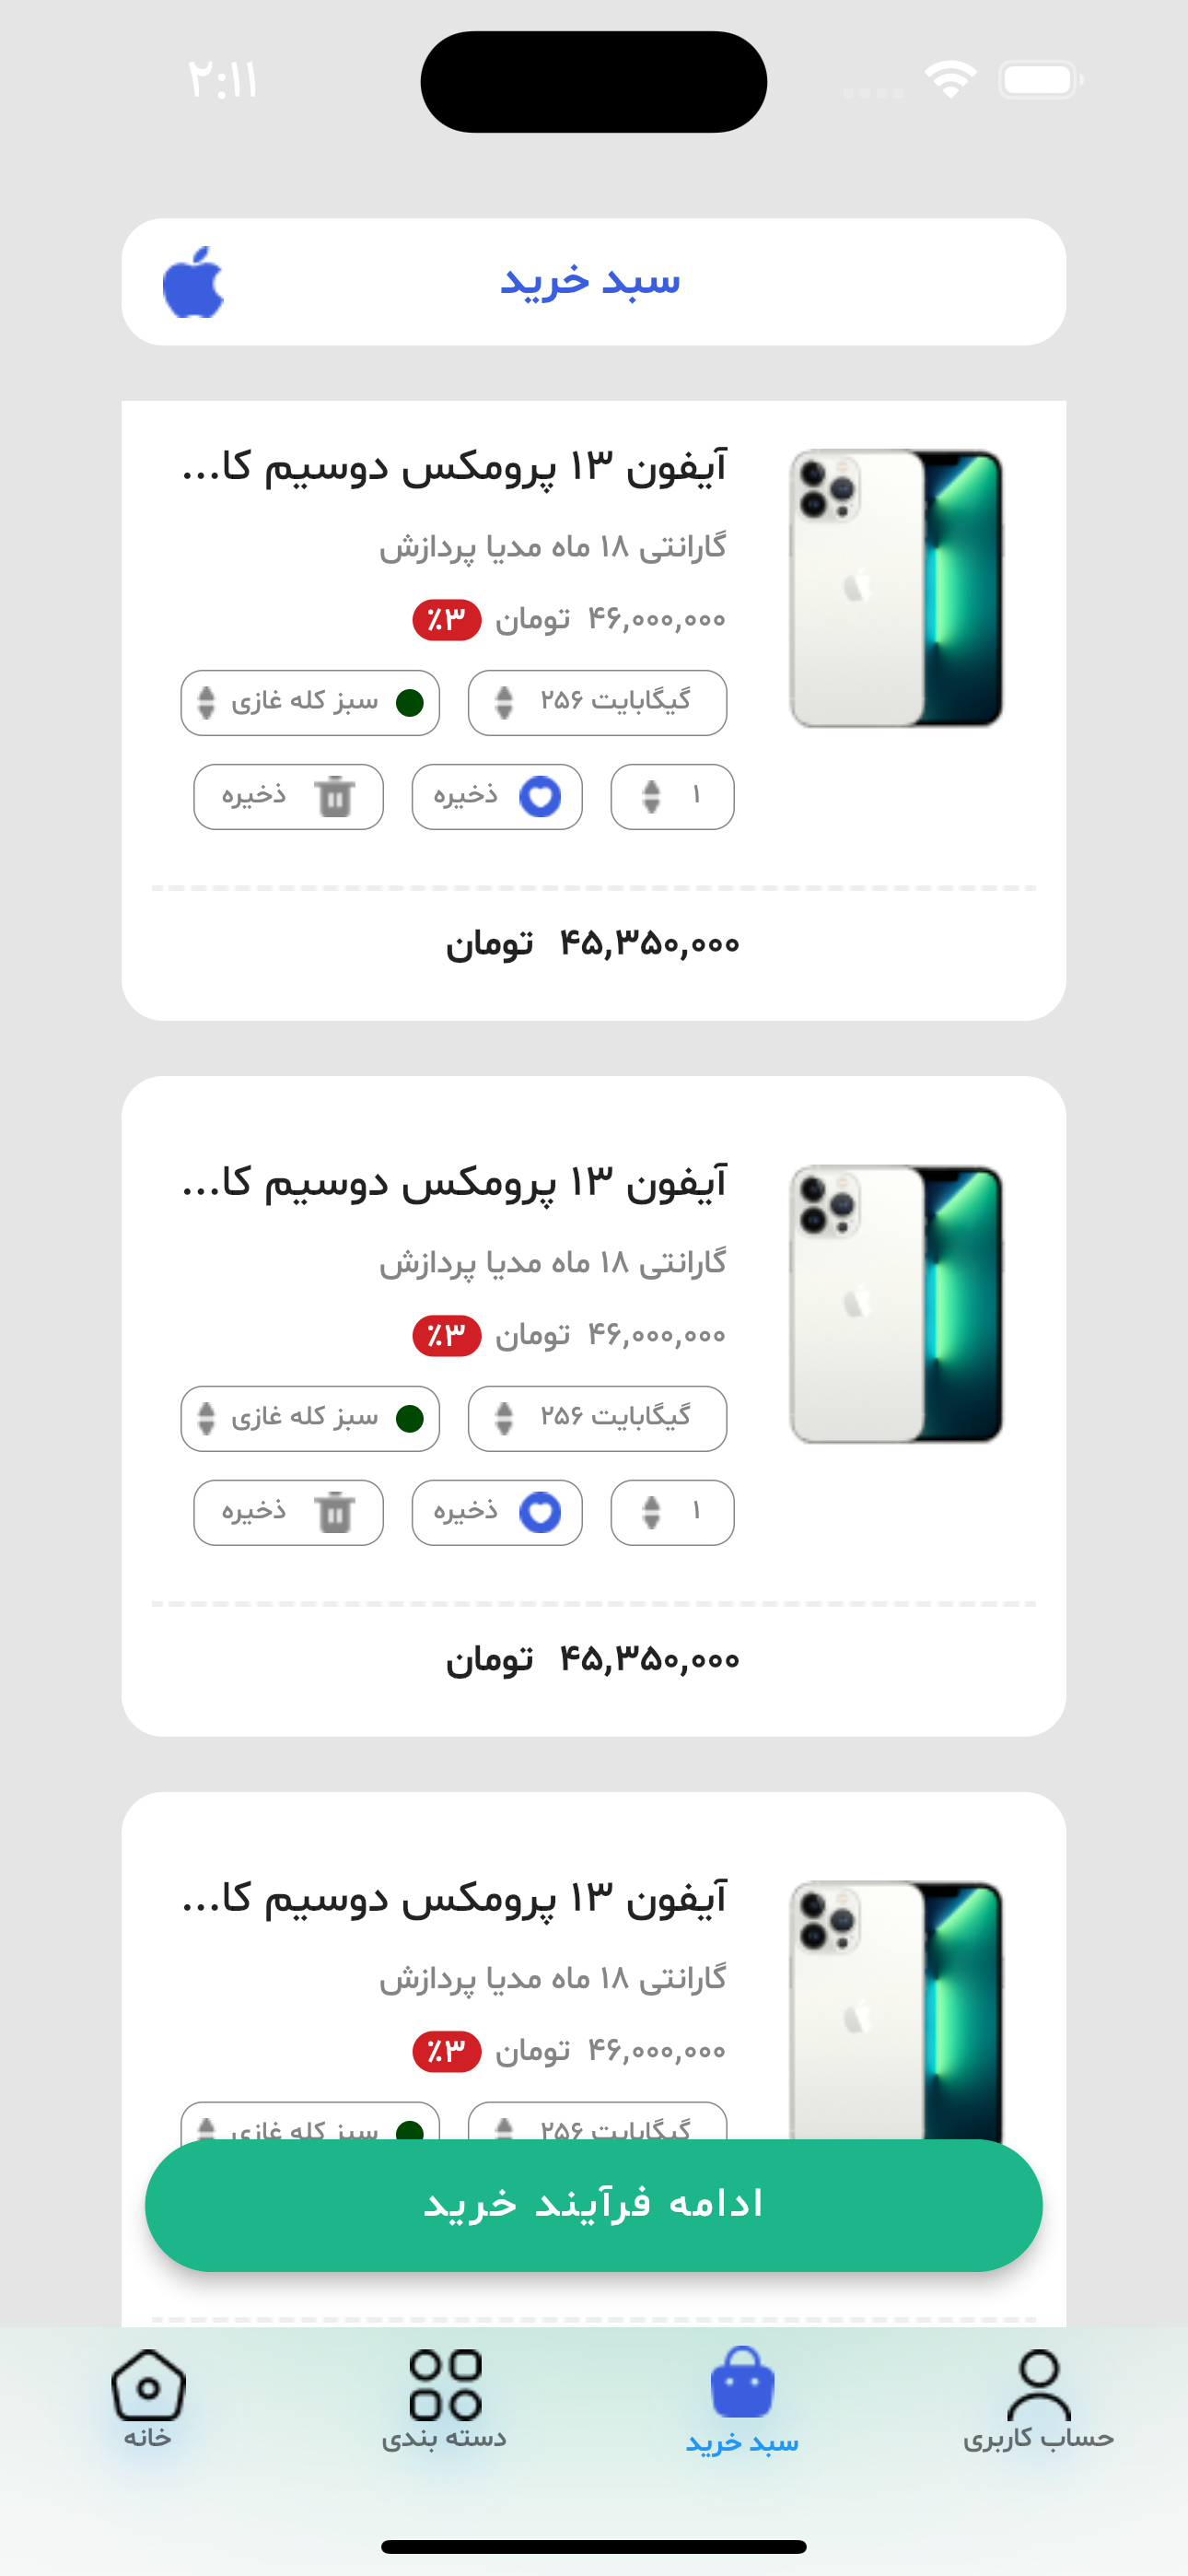 ۲:۱۱
سبد خرید
آیفون ۱۳ پرومکس دوسیم کا...
گارانتی ۱۸ ماه مدیا پردازش
۴۶,۰۰۰,۰۰۰ تومان ٪۳
گیگابایت ۲۵۶ سبز کله غازی
۱ ذخیره ذخیره
۴۵,۳۵۰,۰۰۰ تومان
آیفون ۱۳ پرومکس دوسیم کا...
گارانتی ۱۸ ماه مدیا پردازش
۴۶,۰۰۰,۰۰۰ تومان ٪۳
گیگابایت ۲۵۶ سبز کله غازی
۱ ذخیره ذخیره
۴۵,۳۵۰,۰۰۰ تومان
آیفون ۱۳ پرومکس دوسیم کا...
گارانتی ۱۸ ماه مدیا پردازش
۴۶,۰۰۰,۰۰۰ تومان ٪۳
گیگابایت ۲۵۶ سبز کله غازی
ادامه فرآیند خرید
حساب کاربری سبد خرید دسته بندی خانه